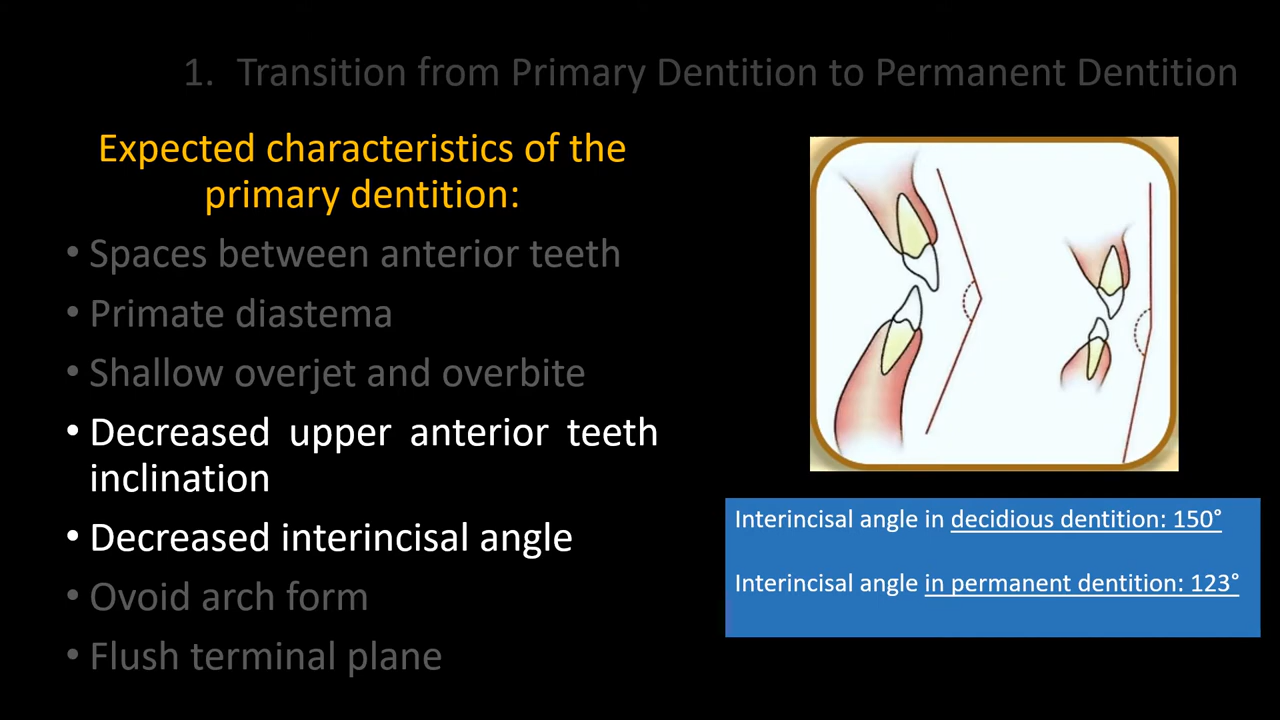 1. Transition from Primary Dentition to Permanent Dentition
Expected characteristics of the
primary dentition:
• Spaces between anterior teeth
• Primate diastema
• Shallow overjet and overbite
• Decreased upper anterior teeth
inclination
• Decreased interincisal angle
• Ovoid arch form
• Flush terminal plane
Interincisal angle in decidious dentition: 150°
Interincisal angle in permanent dentition: 123°